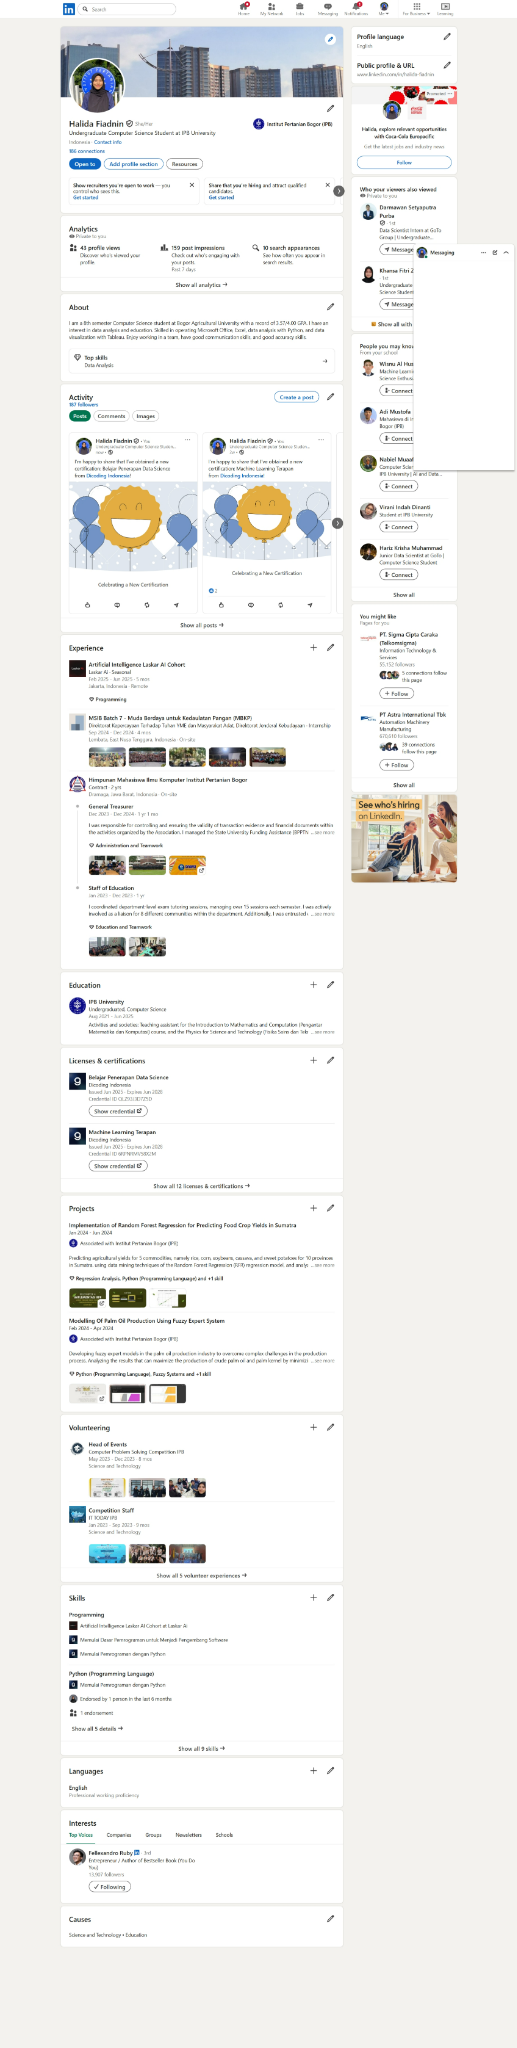 Search
Home
My Network
Jobs
Messaging
Notifications
Me
For Business
Learning
Halida Fiadnin
She/Her
Undergraduate Computer Science Student at IPB University
Institut Pertanian Bogor (IPB)
Indonesia · Contact info
186 connections
Open to
Add profile section
Resources
Show recruiters you're open to work — you control who sees this.
Get started
Share that you're hiring and attract qualified candidates.
Get started
Analytics
Private to you
43 profile views
Discover who's viewed your profile.
159 post impressions
Check out who's engaging with your posts.
Past 7 days
10 search appearances
See how often you appear in search results.
Show all analytics →
About
I am a 8th semester Computer Science student at Bogor Agricultural University with a record of 3.57/4.00 GPA. I have an
interest in data analysis and education. Skilled in operating Microsoft Office, Excel, data analysis with Python, and data
visualization with Tableau. Enjoy working in a team, have good communication skills, and good accuracy skills.
Top skills
Data Analysis
Activity
187 followers
Create a post
Posts
Comments
Images
Halida Fiadnin · You
Undergraduate Computer Science Studen...
I'm happy to share that I've obtained a new
certification: Belajar Penerapan Data Science
from Dicoding Indonesia!
Celebrating a New Certification
Halida Fiadnin · You
Undergraduate Computer Science Studen...
I'm happy to share that I've obtained a new
certification: Machine Learning Terapan
from Dicoding Indonesia!
Celebrating a New Certification
2
Show all posts →
Experience
Artificial Intelligence Laskar AI Cohort
Laskar Ai · Seasonal
Feb 2025 - Jun 2025 · 5 mos
Jakarta, Indonesia · Remote
Programming
MSIB Batch 7 - Muda Berdaya untuk Kedaulatan Pangan (MBKP)
Direktorat Kepercayaan Terhadap Tuhan YME dan Masyarakat Adat, Direktorat Jenderal Kebudayaan · Internship
Sep 2024 - Dec 2024 · 4 mos
Lembata, East Nusa Tenggara, Indonesia · On-site
Himpunan Mahasiswa Ilmu Komputer Institut Pertanian Bogor
Contract · 2 yrs
Dramaga, Jawa Barat, Indonesia · On-site
General Treasurer
Dec 2023 - Dec 2024 · 1 yr 1 mo
I was responsible for controlling and ensuring the validity of transaction evidence and financial documents within
the activities organized by the Association. I managed the State University Funding Assistance (BPPTN ...see more
Administration and Teamwork
Staff of Education
Jan 2023 - Dec 2023 · 1 yr
I coordinated department-level exam tutoring sessions, managing over 15 sessions each semester. I was actively
involved as a liaison for 8 different communities within the department. Additionally, I was entrusted ...see more
Education and Teamwork
Education
IPB University
Undergraduated, Computer Science
Aug 2021 - Jun 2025
Activities and societies: Teaching assistant for the Introduction to Mathematics and Computation (Pengantar
Matematika dan Komputasi) course, and the Physics for Science and Technology (Fisika Sains dan Tek ...see more
Licenses & certifications
Belajar Penerapan Data Science
Dicoding Indonesia
Issued Jun 2025 · Expires Jun 2028
Credential ID
Show credential
Machine Learning Terapan
Dicoding Indonesia
Issued Jun 2025 · Expires Jun 2028
Credential ID
Show credential
Show all 12 licenses & certifications →
Projects
Implementation of Random Forest Regression for Predicting Food Crop Yields in Sumatra
Jan 2024 - Jun 2024
Associated with Institut Pertanian Bogor (IPB)
Predicting agricultural yields for 5 commodities, namely rice, corn, soybeans, cassava, and sweet potatoes for 10 provinces
in Sumatra, using data mining techniques of the Random Forest Regression (RFR) regression model, and analy ...see more
Regression Analysis, Python (Programming Language) and +1 skill
Modelling Of Palm Oil Production Using Fuzzy Expert System
Feb 2024 - Apr 2024
Associated with Institut Pertanian Bogor (IPB)
Developing fuzzy expert models in the palm oil production industry to overcome complex challenges in the production
process. Analyzing the results that can maximize the production of crude palm oil and palm kernel by minimizi ...see more
Python (Programming Language), Fuzzy Systems and +1 skill
Volunteering
Head of Events
Computer Problem Solving Competition IPB
May 2023 - Dec 2023 · 8 mos
Science and Technology
Competition Staff
IT TODAY IPB
Jan 2023 - Sep 2023 · 9 mos
Science and Technology
Show all 5 volunteer experiences →
Skills
Programming
Artificial Intelligence Laskar AI Cohort at Laskar Ai
Memulai Dasar Pemrograman untuk Menjadi Pengembang Software
Memulai Pemrograman dengan Python
Python (Programming Language)
Memulai Pemrograman dengan Python
Endorsed by 1 person in the last 6 months
1 endorsement
Show all 5 details →
Show all 9 skills →
Languages
English
Professional working proficiency
Interests
Top Voices
Companies
Groups
Newsletters
Schools
Fellexandro Ruby · 3rd
Entrepreneur / Author of Bestseller Book (You Do
You)
followers
Following
Causes
Science and Technology • Education
Profile language
English
Public profile & URL
www.linkedin.com/in/halida-fiadnin
Promoted
Halida, explore relevant opportunities
with Coca-Cola Europacific
Get the latest jobs and industry news
Follow
Who your viewers also viewed
Private to you
Darmawan Setyaputra
Purba
· 1st
Data Scientist Intern at GoTo
Group | Undergraduate...
Message
Messaging
Khansa Fitri Z
Undergraduate
Science Student
Message
Show all with
People you may know
From your school
Wisnu Al Hus
Machine Learn
Science Enthus
Connect
Adi Mustofa
Mahasiswa di
Bogor (IPB)
Connect
Nabiel Muaaf
Computer Scien
IPB University | AI and Data...
Connect
Virani Indah Dinanti
Student at IPB University
Connect
Hariz Krisha Muhammad
Junior Data Scientist at GoTo |
Computer Science Student
Connect
Show all
You might like
Pages for you
PT. Sigma Cipta Caraka
(Telkomsigma)
Information Technology &
Services
55,152 followers
5 connections follow
this page
+ Follow
PT Astra International Tbk
Automation Machinery
Manufacturing
670,610 followers
39 connections
follow this page
+ Follow
Show all
See who's hiring
on LinkedIn.